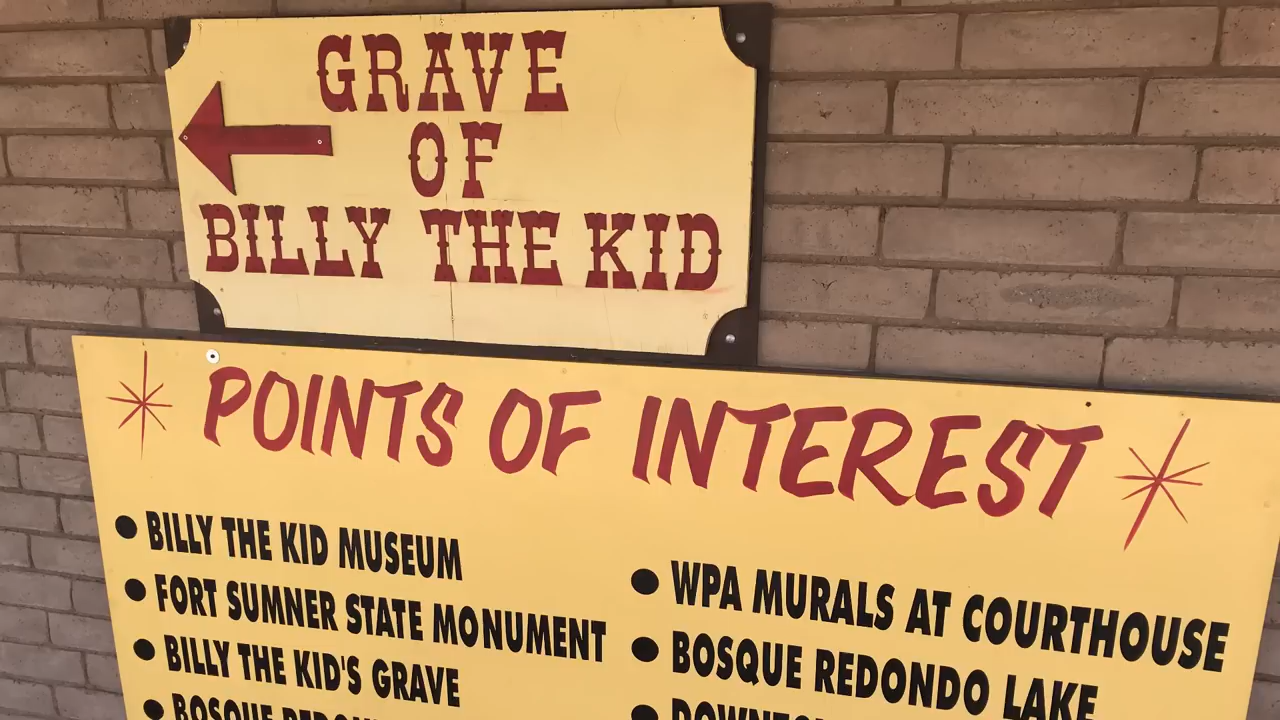 GRAVE
OF
BILLY THE KID
POINTS OF INTEREST
• BILLY THE KID MUSEUM
• FORT SUMNER STATE MONUMENT
• BILLY THE KID'S GRAVE
• BOSQUE
• WPA MURALS AT COURTHOUSE
• BOSQUE REDONDO LAKE